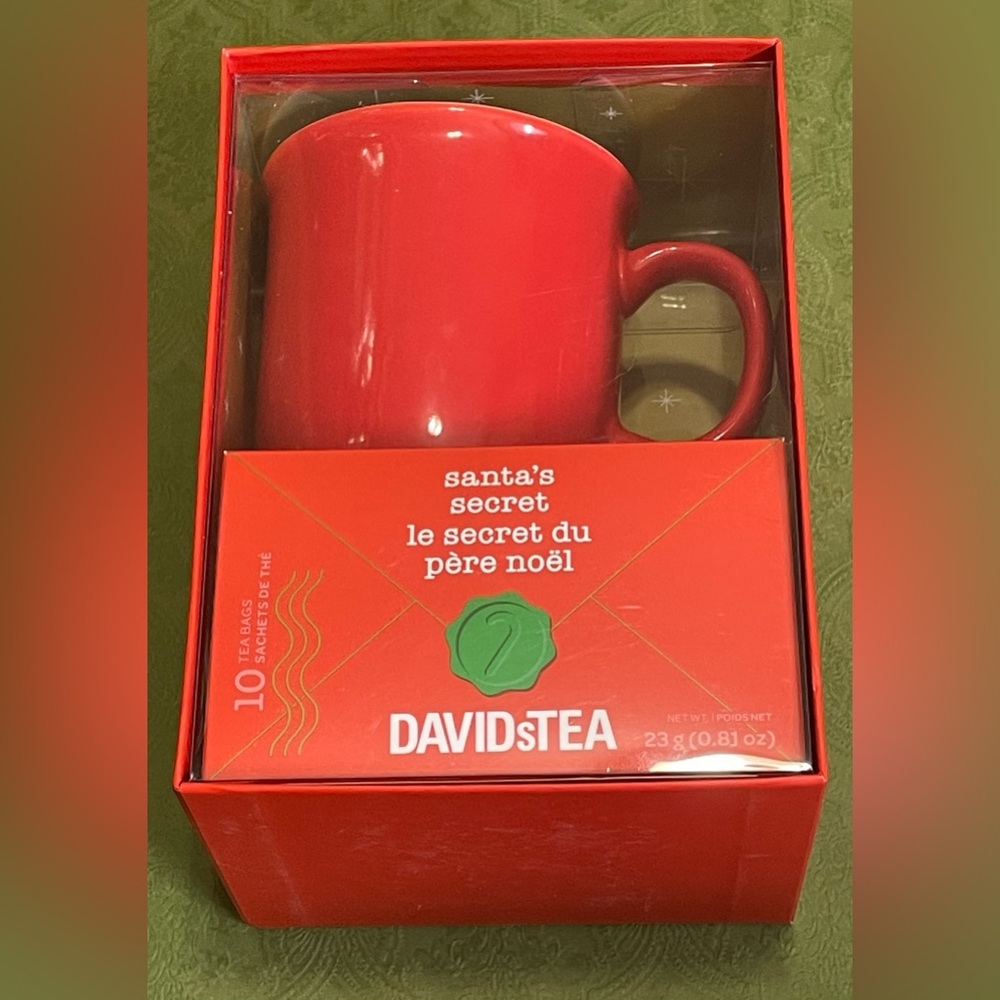 santa's
secret
le secret du
père noël
10 TEA BAGS
SACHETS DE THÉ
DAVIDsTEA
NET WT. | POIDS NET
23 g (0.81 oz)